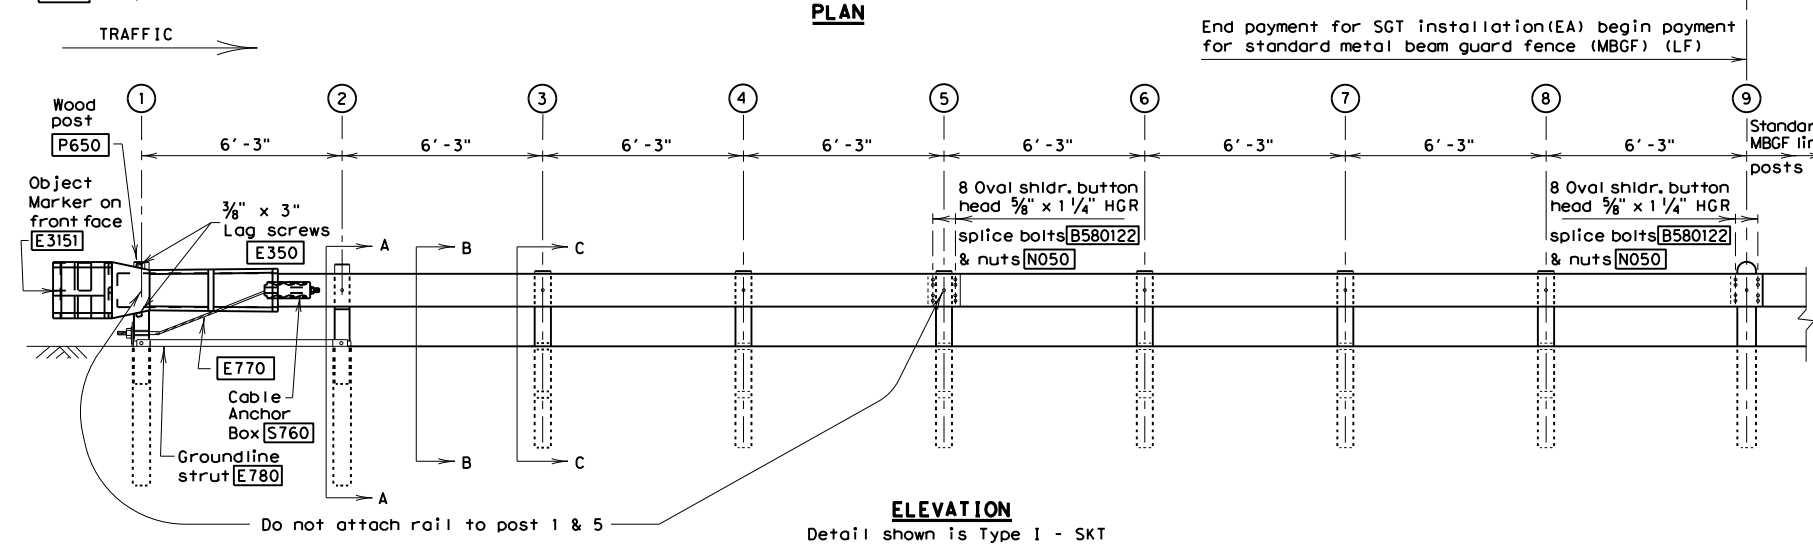 PLAN
TRAFFIC
End payment for SGT installation(EA) begin payment
for standard metal beam guard fence (MBGF) (LF)
1 2 3 4 5 6 7 8 9
Wood
post
P650
6'-3" 6'-3" 6'-3" 6'-3" 6'-3" 6'-3" 6'-3" 6'-3"
MBGF
posts
Object
Marker on
front face
E3151
3/8" x 3"
Lag screws
E350
8 Oval shldr. button
head 5/8" x 1 1/4" HGR
splice bolts B580122
& nuts N050
8 Oval shldr. button
head 5/8" x 1 1/4" HGR
splice bolts B580122
& nuts N050
A B C
E770
Cable
Anchor
Box S760
Groundline
strut E780
B C
A
Do not attach rail to post 1 & 5
ELEVATION
Detail shown is Type I - SKT